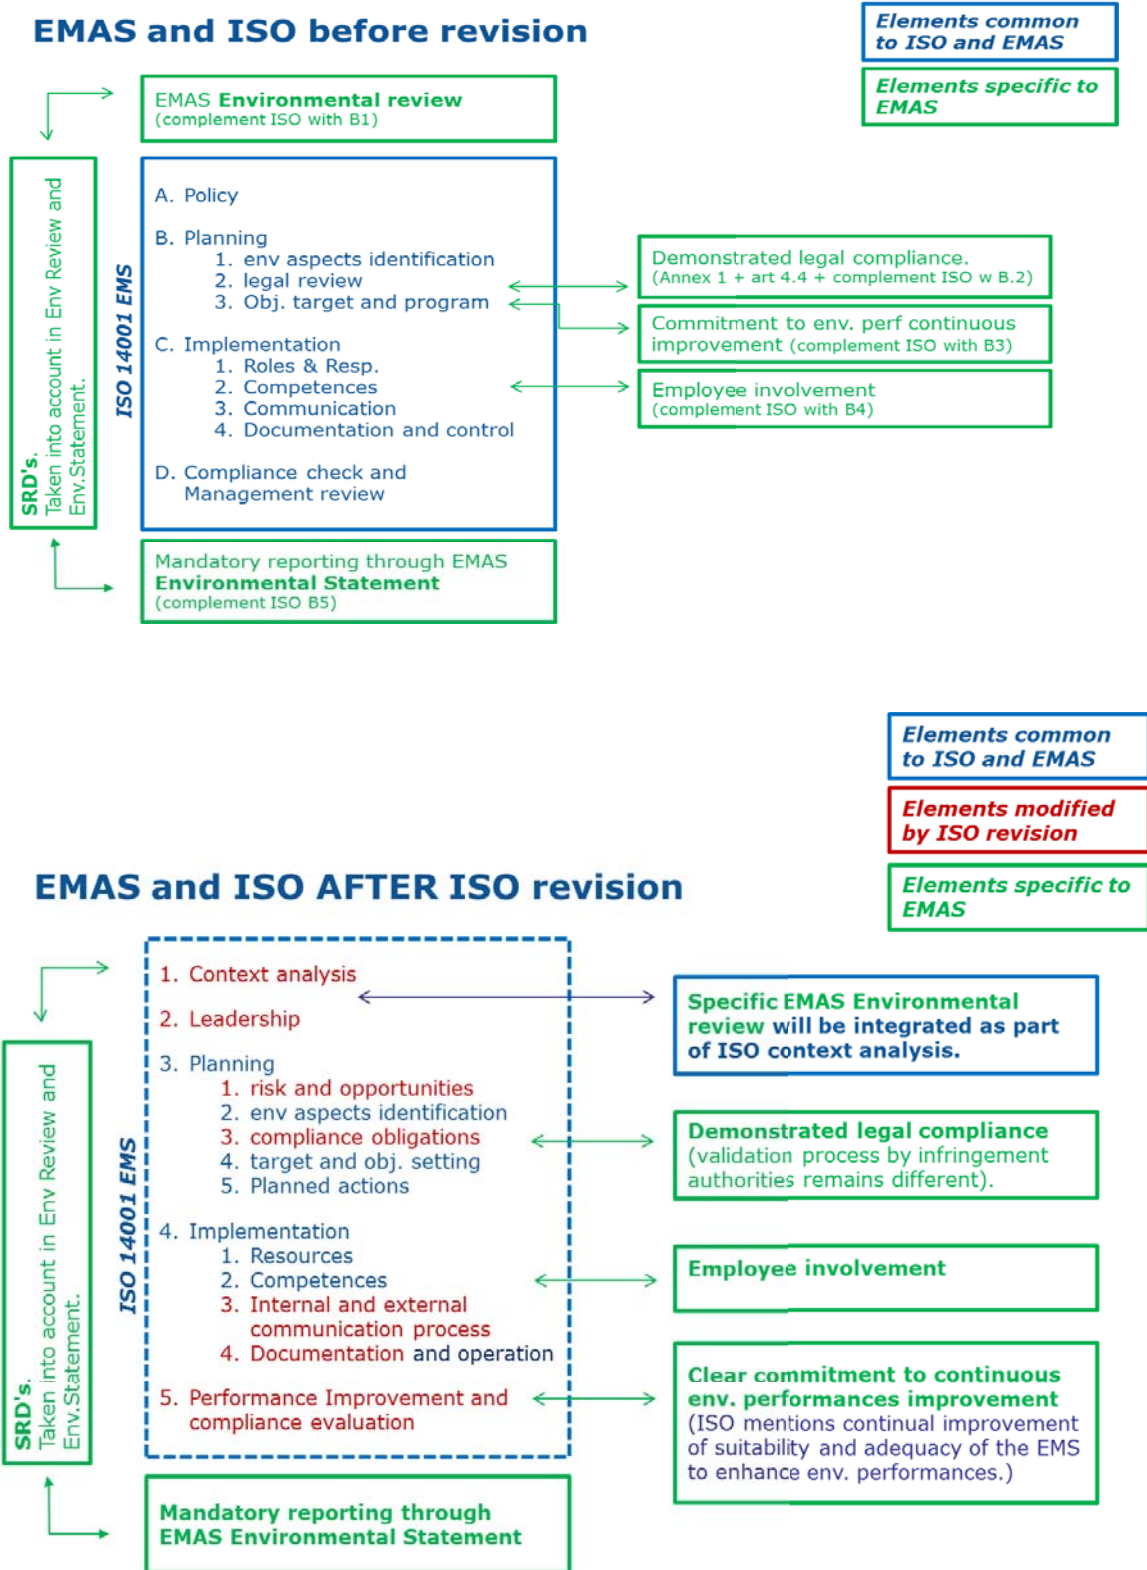 EMAS and ISO before revision
Elements common
to ISO and EMAS
Elements specific to
EMAS
EMAS Environmental review
(complement ISO with B1)
SRD's.
Taken into account in Env Review and
Env.Statement.
ISO 14001 EMS
A. Policy
B. Planning
1. env aspects identification
2. legal review
3. Obj. target and program
C. Implementation
1. Roles & Resp.
2. Competences
3. Communication
4. Documentation and control
D. Compliance check and
Management review
Demonstrated legal compliance.
(Annex 1 + art 4.4 + complement ISO w B.2)
Commitment to env. perf continuous
improvement (complement ISO with B3)
Employee involvement
(complement ISO with B4)
Mandatory reporting through EMAS
Environmental Statement
(complement ISO B5)
Elements common
to ISO and EMAS
Elements modified
by ISO revision
Elements specific to
EMAS
EMAS and ISO AFTER ISO revision
SRD's.
Taken into account in Env Review and
Env.Statement.
ISO 14001 EMS
1. Context analysis
2. Leadership
3. Planning
1. risk and opportunities
2. env aspects identification
3. compliance obligations
4. target and obj. setting
5. Planned actions
4. Implementation
1. Resources
2. Competences
3. Internal and external
communication process
4. Documentation and operation
5. Performance Improvement and
compliance evaluation
Specific EMAS Environmental
review will be integrated as part
of ISO context analysis.
Demonstrated legal compliance
(validation process by infringement
authorities remains different).
Employee involvement
Clear commitment to continuous
env. performances improvement
(ISO mentions continual improvement
of suitability and adequacy of the EMS
to enhance env. performances.)
Mandatory reporting through
EMAS Environmental Statement